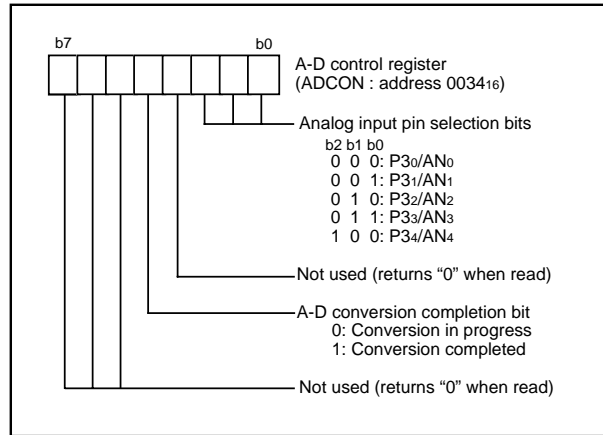 b7 b0
A-D control register
(ADCON : address 0034₁₆)
Analog input pin selection bits
b2 b1 b0
0 0 0: P3₀/AN₀
0 0 1: P3₁/AN₁
0 1 0: P3₂/AN₂
0 1 1: P3₃/AN₃
1 0 0: P3₄/AN₄
Not used (returns “0” when read)
A-D conversion completion bit
0: Conversion in progress
1: Conversion completed
Not used (returns “0” when read)